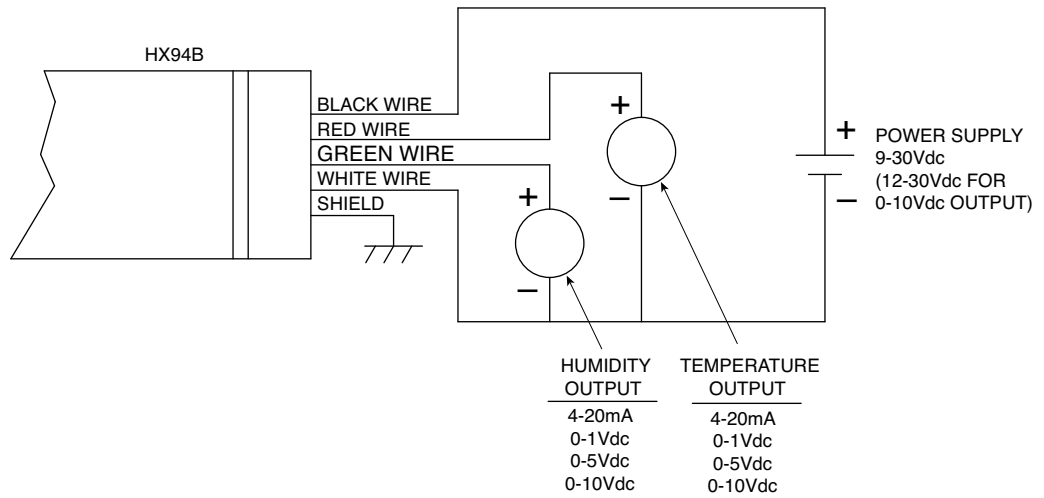 HX94B
BLACK WIRE
RED WIRE
GREEN WIRE
WHITE WIRE
SHIELD
+
−
+
−
+
−
POWER SUPPLY
9-30Vdc
(12-30Vdc FOR
0-10Vdc OUTPUT)
HUMIDITY
OUTPUT
4-20mA
0-1Vdc
0-5Vdc
0-10Vdc
TEMPERATURE
OUTPUT
4-20mA
0-1Vdc
0-5Vdc
0-10Vdc